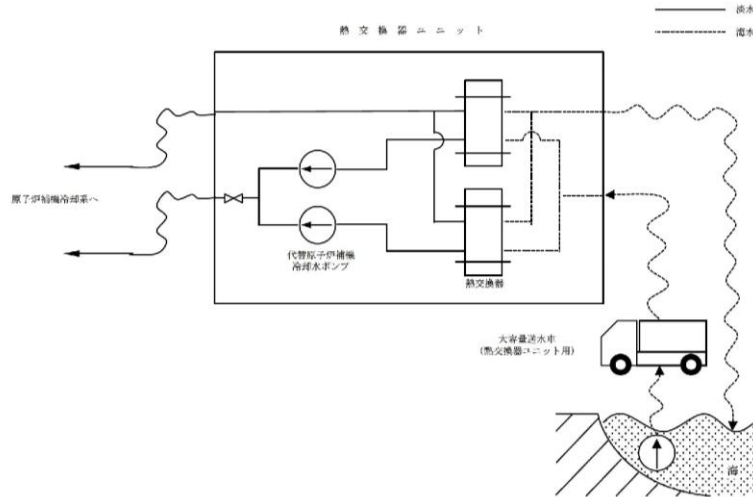 淡水
熱交換器ユニット
海水
原子炉補機冷却系へ
代替原子炉補機
冷却水ポンプ
熱交換器
大容量送水車
(熱交換器ユニット用)
海